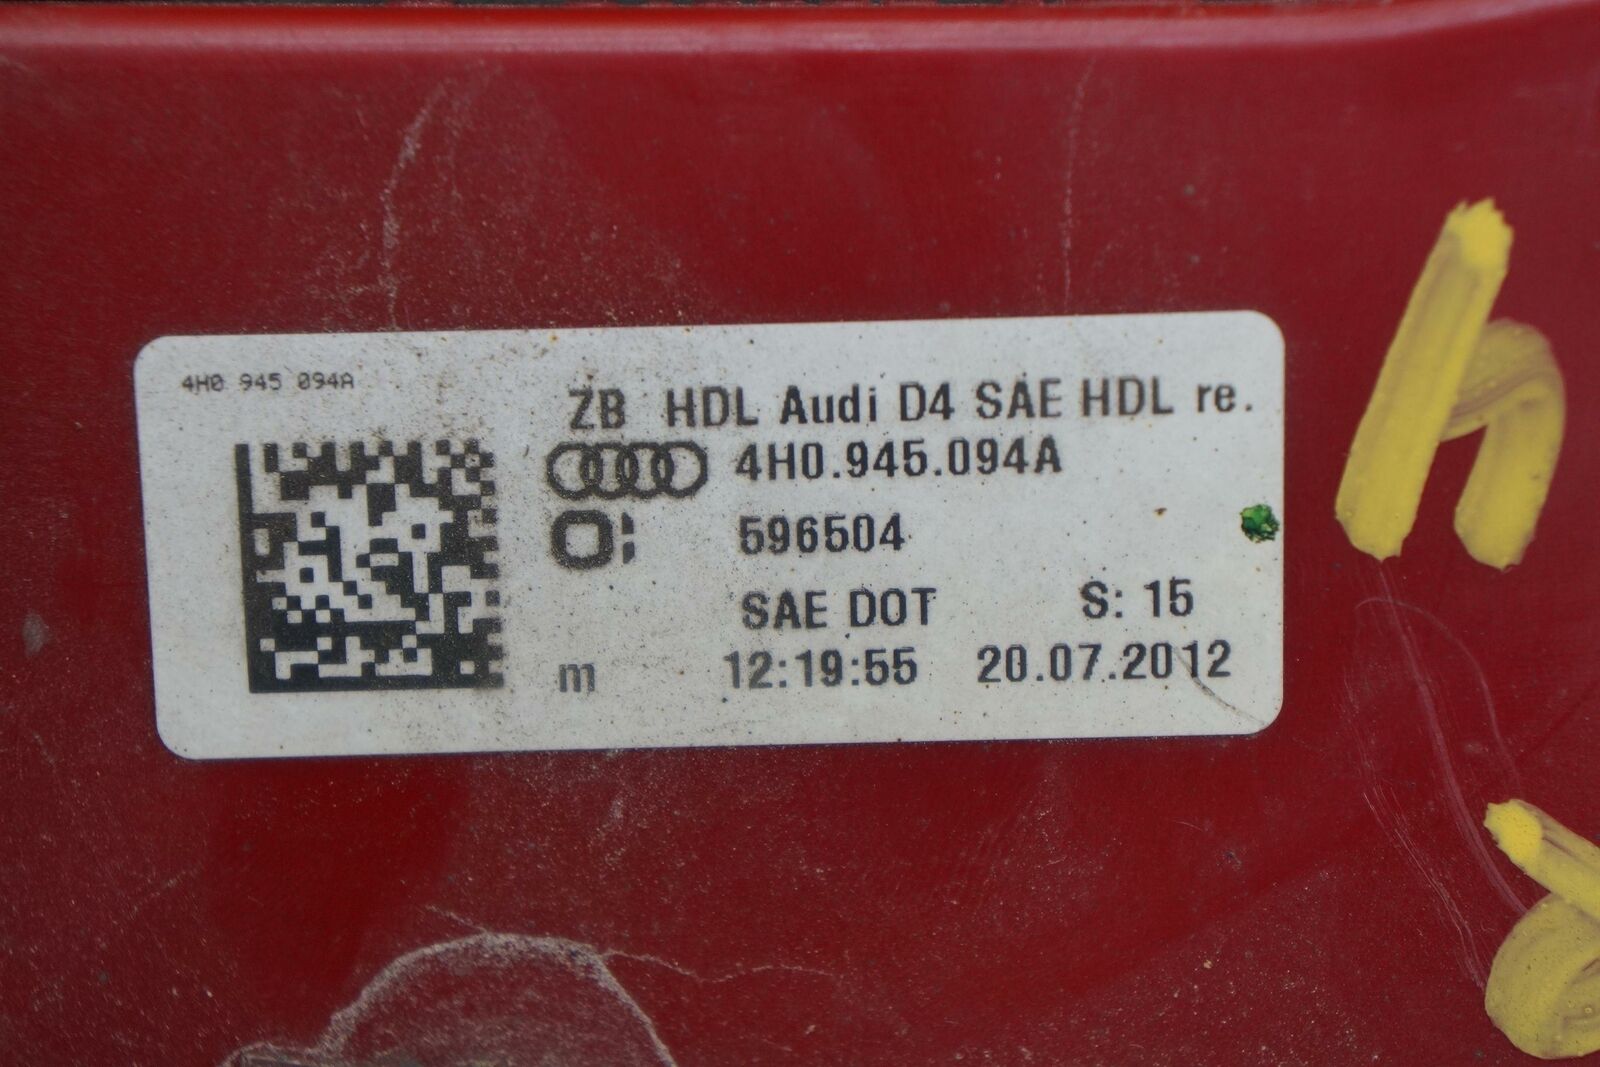 4H0 945 094A
ZB HDL Audi D4 SAE HDL re.
4H0.945.094A
596504
SAE DOT S: 15
m 12:19:55 20.07.2012
h